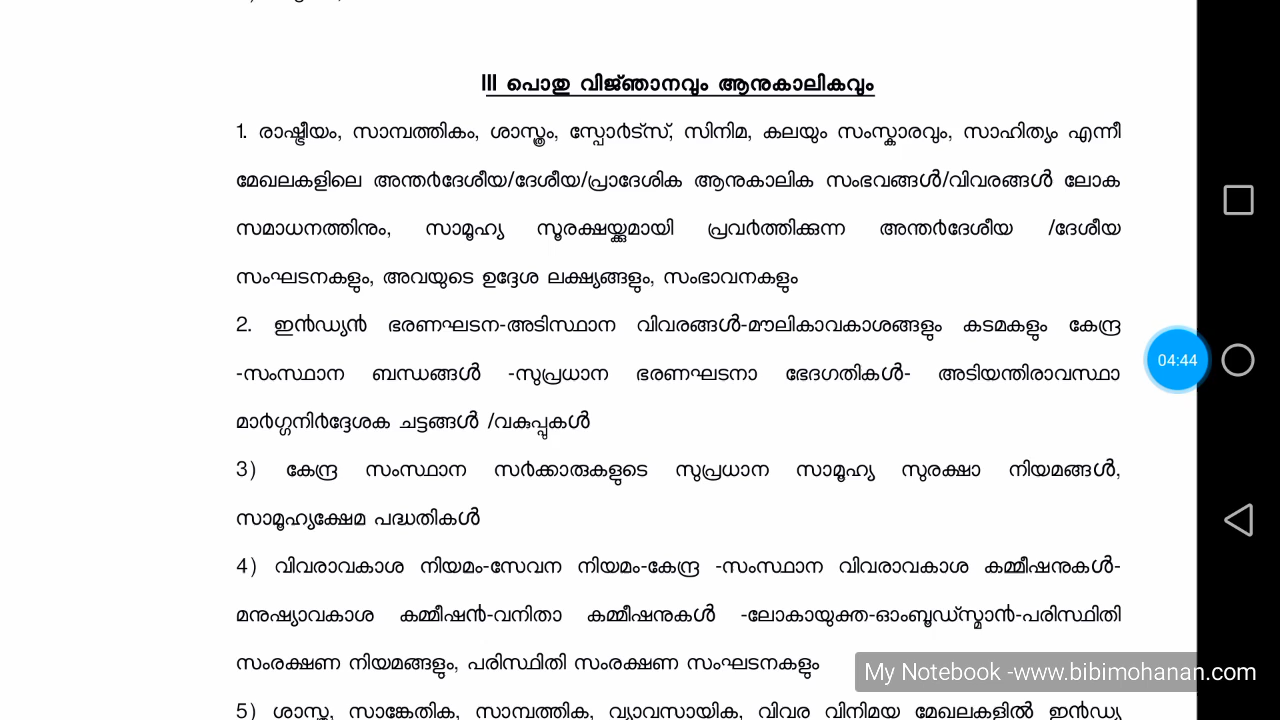 III പൊതു വിജ്ഞാനവും ആനുകാലികവും
1. രാഷ്ട്രീയം, സാമ്പത്തികം, ശാസ്ത്രം, സ്പോർട്സ്, സിനിമ, കലയും സംസ്കാരവും, സാഹിത്യം എന്നീ
മേഖലകളിലെ അന്തർദേശീയ/ദേശീയ/പ്രാദേശിക ആനുകാലിക സംഭവങ്ങൾ/വിവരങ്ങൾ ലോക
സമാധനത്തിനും, സാമൂഹ്യ സൂരക്ഷയ്ക്കുമായി പ്രവർത്തിക്കുന്ന അന്തർദേശീയ /ദേശീയ
സംഘടനകളും, അവയുടെ ഉദ്ദേശ ലക്ഷ്യങ്ങളും, സംഭാവനകളും
2. ഇൻഡ്യൻ ഭരണഘടന-അടിസ്ഥാന വിവരങ്ങൾ-മൗലികാവകാശങ്ങളും കടമകളും കേന്ദ്ര
-സംസ്ഥാന ബന്ധങ്ങൾ -സുപ്രധാന ഭരണഘടനാ ഭേദഗതികൾ- അടിയന്തിരാവസ്ഥാ
04:44
മാർഗ്ഗനിർദ്ദേശക ചട്ടങ്ങൾ /വകുപ്പുകൾ
3) കേന്ദ്ര സംസ്ഥാന സർക്കാരുകളുടെ സുപ്രധാന സാമൂഹ്യ സുരക്ഷാ നിയമങ്ങൾ,
സാമൂഹ്യക്ഷേമ പദ്ധതികൾ
4) വിവരാവകാശ നിയമം-സേവന നിയമം-കേന്ദ്ര -സംസ്ഥാന വിവരാവകാശ കമ്മീഷനുകൾ-
മനുഷ്യാവകാശ കമ്മീഷൻ-വനിതാ കമ്മീഷനുകൾ -ലോകായുക്ത-ഓംബൂഡ്സ്മാൻ-പരിസ്ഥിതി
സംരക്ഷണ നിയമങ്ങളും, പരിസ്ഥിതി സംരക്ഷണ സംഘടനകളും
My Notebook -www.bibimohanan.com
5) ശാസ്ത്ര, സാങ്കേതിക, സാമ്പത്തിക, വ്യാവസായിക, വിവര വിനിമയ മേഖലകളിൽ ഇൻഡ്യ